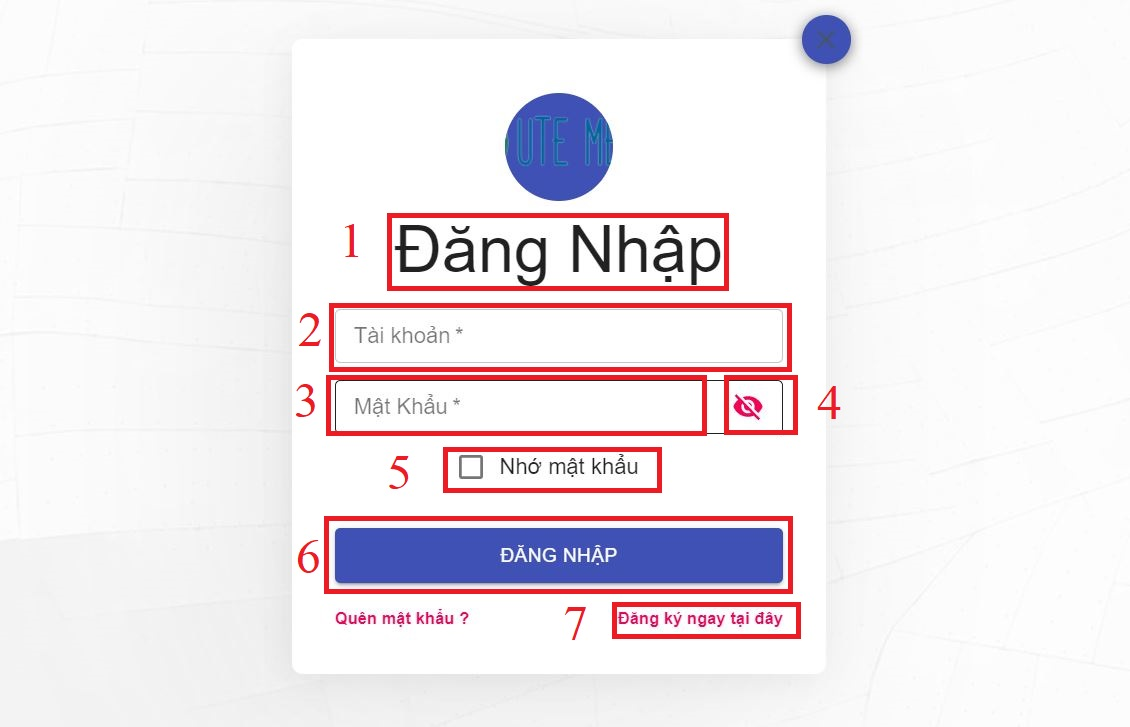 UTE
1
Đăng Nhập
2
Tài khoản *
3
Mật Khẩu *
4
5
Nhớ mật khẩu
6
ĐĂNG NHẬP
Quên mật khẩu ?
7
Đăng ký ngay tại đây